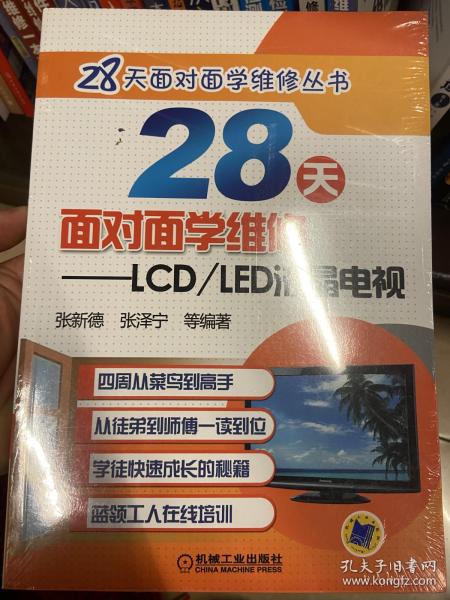 28天面对面学维修丛书
28天
面对面学维修
——LCD/LED液晶电视
张新德 张泽宁 等编著
四周从菜鸟到高手
从徒弟到师傅一读到位
学徒快速成长的秘籍
蓝领工人在线培训
机械工业出版社
CHINA MACHINE PRESS
孔夫子旧书网
www.kongfz.com